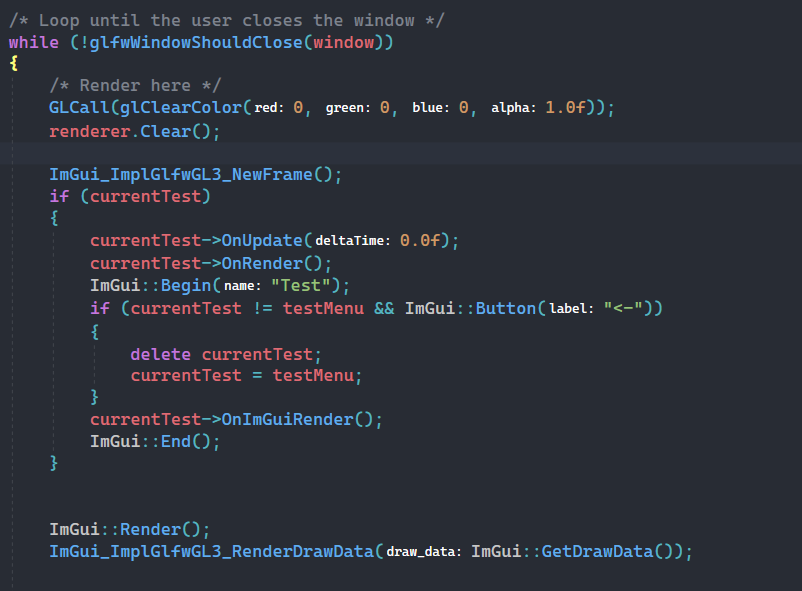 /* Loop until the user closes the window */
while (!glfwWindowShouldClose(window))
{
    /* Render here */
    GLCall(glClearColor(red: 0, green: 0, blue: 0, alpha: 1.0f));
    renderer.Clear();

    ImGui_ImplGlfwGL3_NewFrame();
    if (currentTest)
    {
        currentTest->OnUpdate(deltaTime: 0.0f);
        currentTest->OnRender();
        ImGui::Begin(name: "Test");
        if (currentTest != testMenu && ImGui::Button(label: "<-"))
        {
            delete currentTest;
            currentTest = testMenu;
        }
        currentTest->OnImGuiRender();
        ImGui::End();
    }


    ImGui::Render();
    ImGui_ImplGlfwGL3_RenderDrawData(draw_data: ImGui::GetDrawData());